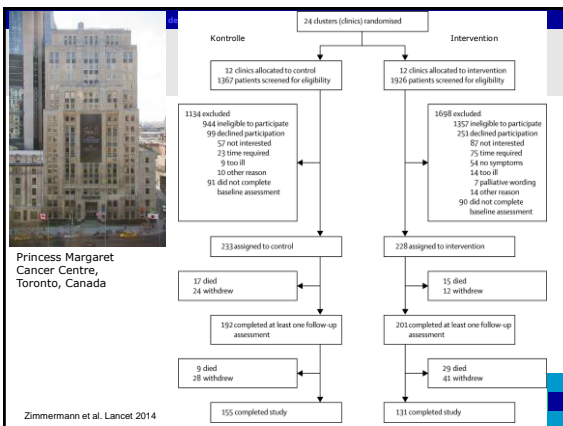 de
24 clusters (clinics) randomised
Kontrolle
Intervention
12 clinics allocated to control
1367 patients screened for eligibility
12 clinics allocated to intervention
1926 patients screened for eligibility
1134 excluded
944 ineligible to participate
99 declined participation
57 not interested
23 time required
9 too ill
10 other reason
91 did not complete
baseline assessment
1698 excluded
1357 ineligible to participate
251 declined participation
87 not interested
75 time required
54 no symptoms
14 too ill
7 palliative wording
14 other reason
90 did not complete
baseline assessment
233 assigned to control
228 assigned to intervention
Princess Margaret
Cancer Centre,
Toronto, Canada
17 died
24 withdrew
15 died
12 withdrew
192 completed at least one follow-up
assessment
201 completed at least one follow-up
assessment
9 died
28 withdrew
29 died
41 withdrew
155 completed study
131 completed study
Zimmermann et al. Lancet 2014